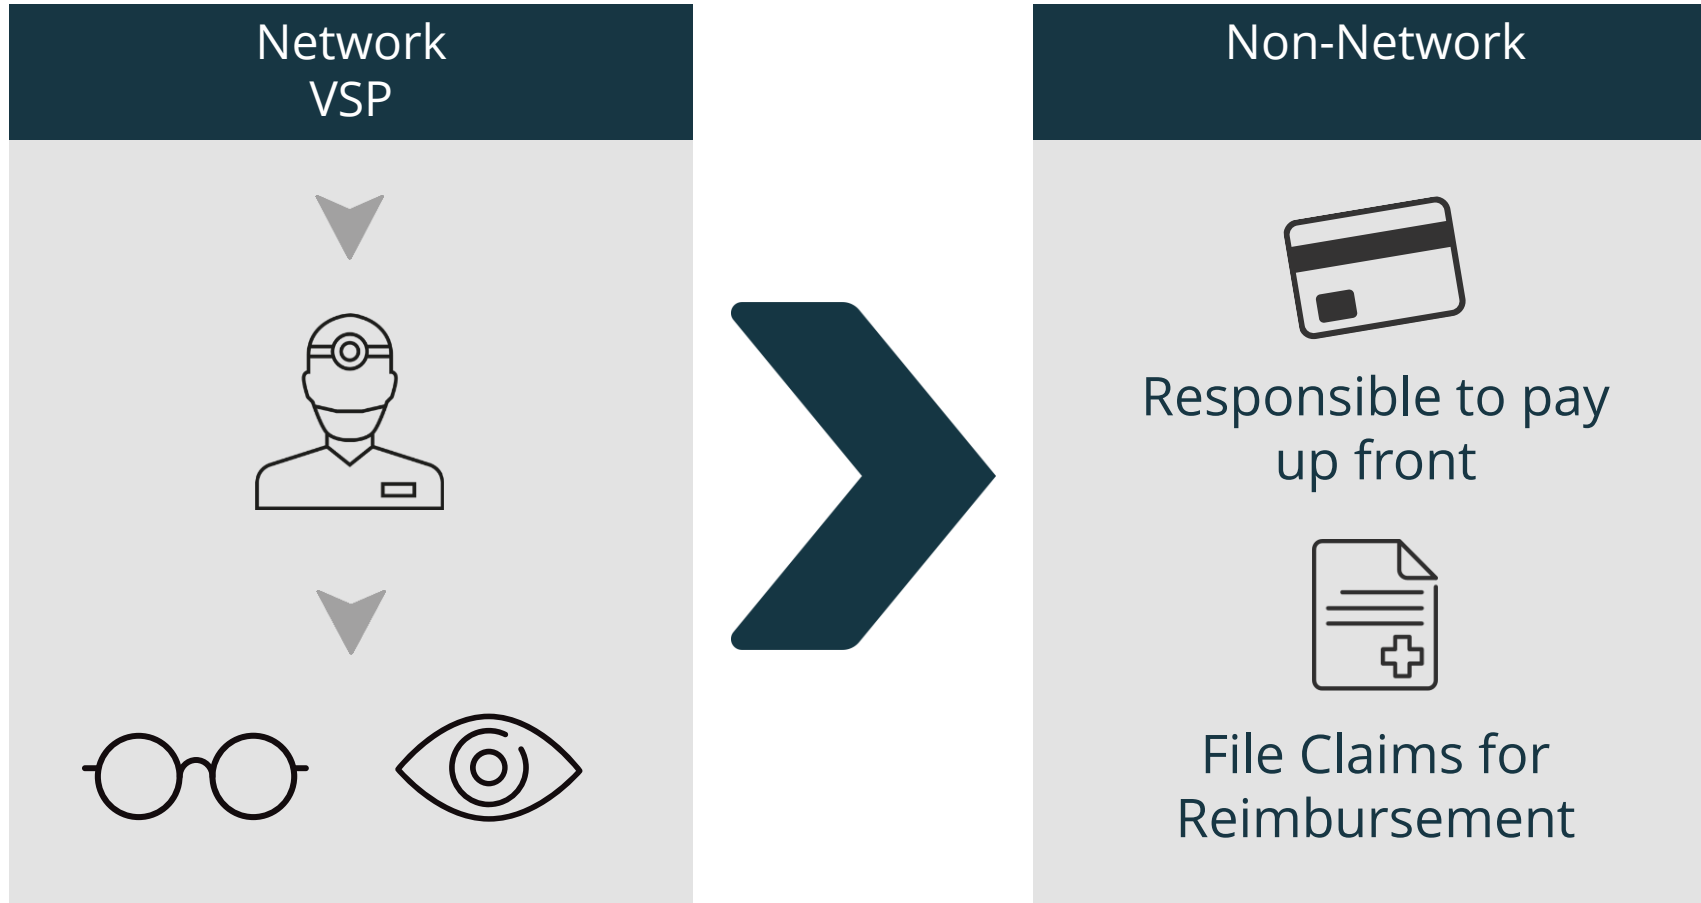 Network
VSP
Non-Network
Responsible to pay
up front
File Claims for
Reimbursement